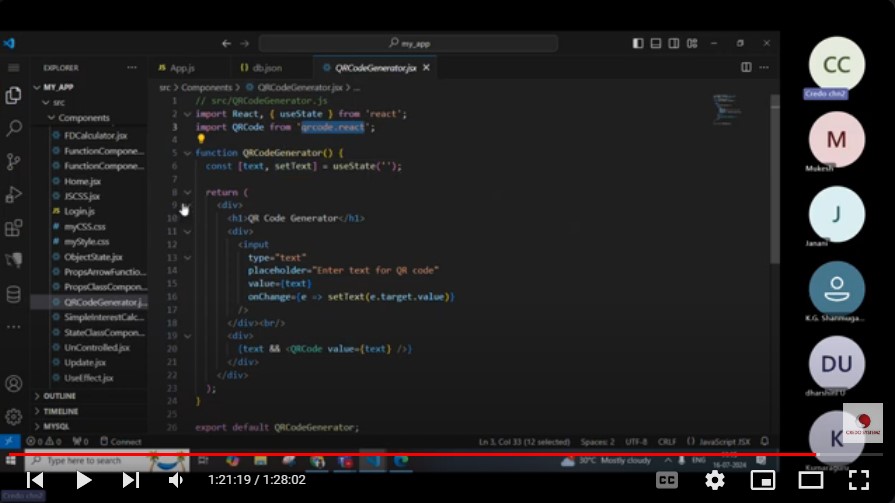 my_app
EXPLORER
MY_APP
src
Components
FDCalculator.jsx
FunctionCompone...
FunctionCompone...
Home.jsx
JSCSS.jsx
JS Login.js
# myCSS.css
# myStyle.css
ObjectState.jsx
PropsArrowFunctio...
PropsClassCompon...
QRCodeGenerator.j...
SimpleInterestCalc...
StateClassCompon...
UnControlled.jsx
Update.jsx
UseEffect.jsx
OUTLINE
TIMELINE
MYSQL
JS App.js
{} db.json
QRCodeGenerator.jsx
src > Components > QRCodeGenerator.jsx > ...
1 // src/QRCodeGenerator.js
2 import React, { useState } from 'react';
3 import QRCode from 'qrcode.react';
4
5 function QRCodeGenerator() {
6 const [text, setText] = useState('');
7
8 return (
9 <div>
10 <h1>QR Code Generator</h1>
11 <div>
12 <input
13 type="text"
14 placeholder="Enter text for QR code"
15 value={text}
16 onChange={e => setText(e.target.value)}
17 />
18 </div><br/>
19 <div>
20 {text && <QRCode value={text} />}
21 </div>
22 </div>
23 );
24 }
25
26 export default QRCodeGenerator;
0 0 0 Connect
Ln 3, Col 33 (12 selected) Spaces: 2 UTF-8 CRLF {} JavaScript JSX
Type here to search
30°C Mostly cloudy
ENG
16-07-2024
CC
Credo chn2
M
Mukesh
J
Janani
K.G. Shanmuga...
DU
dharshini U
K
Kumaraguru
CREDO SYSTEMZ
1:21:19 / 1:28:02
CC
Credo chn2